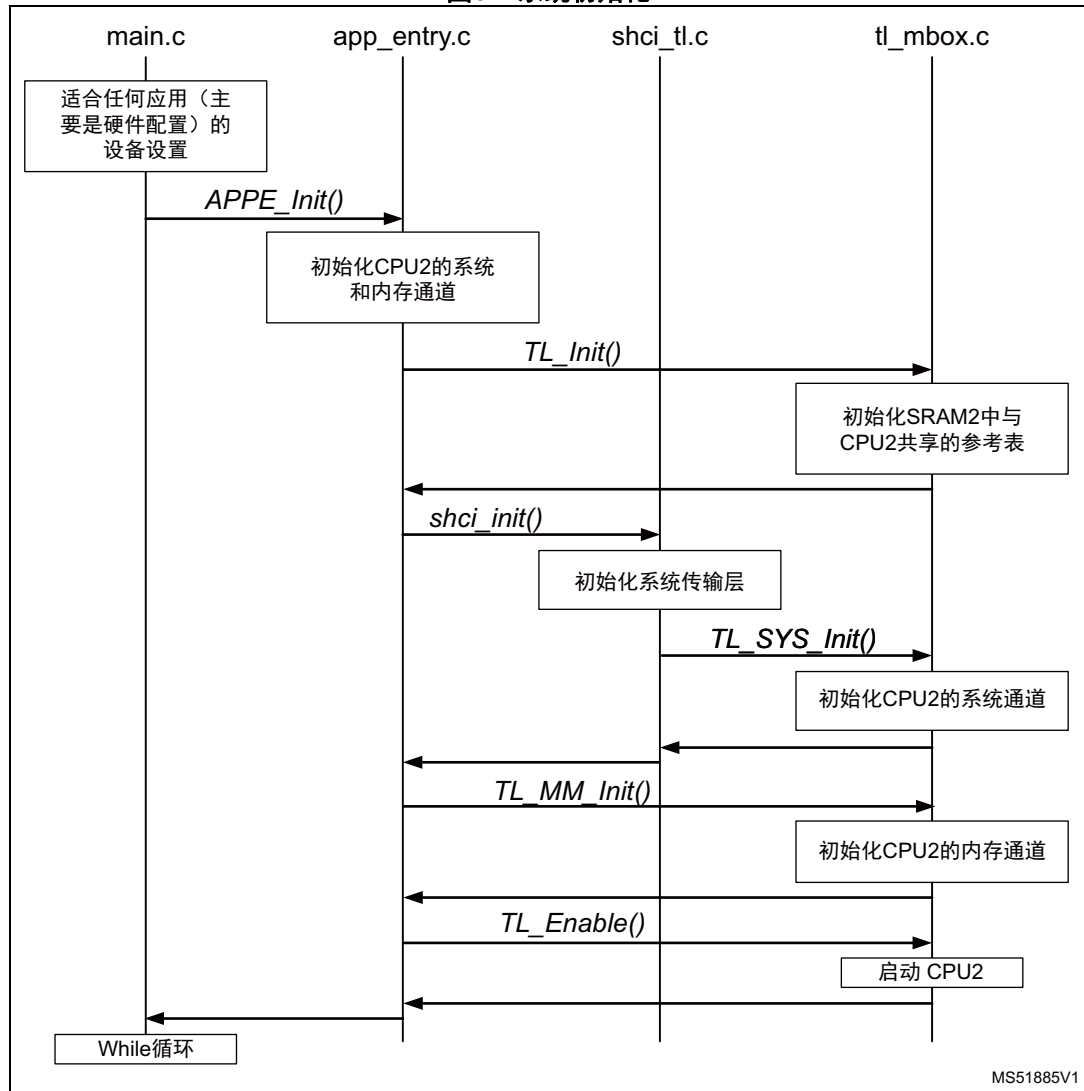 main.c
app_entry.c
shci_tl.c
tl_mbox.c
适合任何应用（主
要是硬件配置）的
设备设置
APPE_Init()
初始化CPU2的系统
和内存通道
TL_Init()
初始化SRAM2中与
CPU2共享的参考表
shci_init()
初始化系统传输层
TL_SYS_Init()
初始化CPU2的系统通道
TL_MM_Init()
初始化CPU2的内存通道
TL_Enable()
启动 CPU2
While循环
MS51885V1